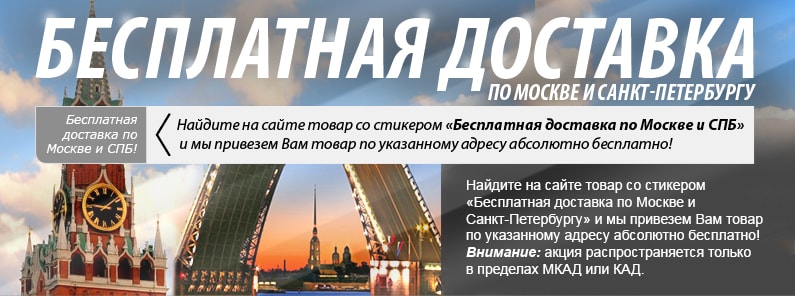 БЕСПЛАТНАЯ ДОСТАВКА
ПО МОСКВЕ И САНКТ-ПЕТЕРБУРГУ
Бесплатная
доставка по
Москве и СПБ!
Найдите на сайте товар со стикером «Бесплатная доставка по Москве и СПБ»
и мы привезем Вам товар по указанному адресу абсолютно бесплатно!
Найдите на сайте товар со стикером
«Бесплатная доставка по Москве и
Санкт-Петербургу» и мы привезем Вам товар
по указанному адресу абсолютно бесплатно!
Внимание: акция распространяется только
в пределах МКАД или КАД.